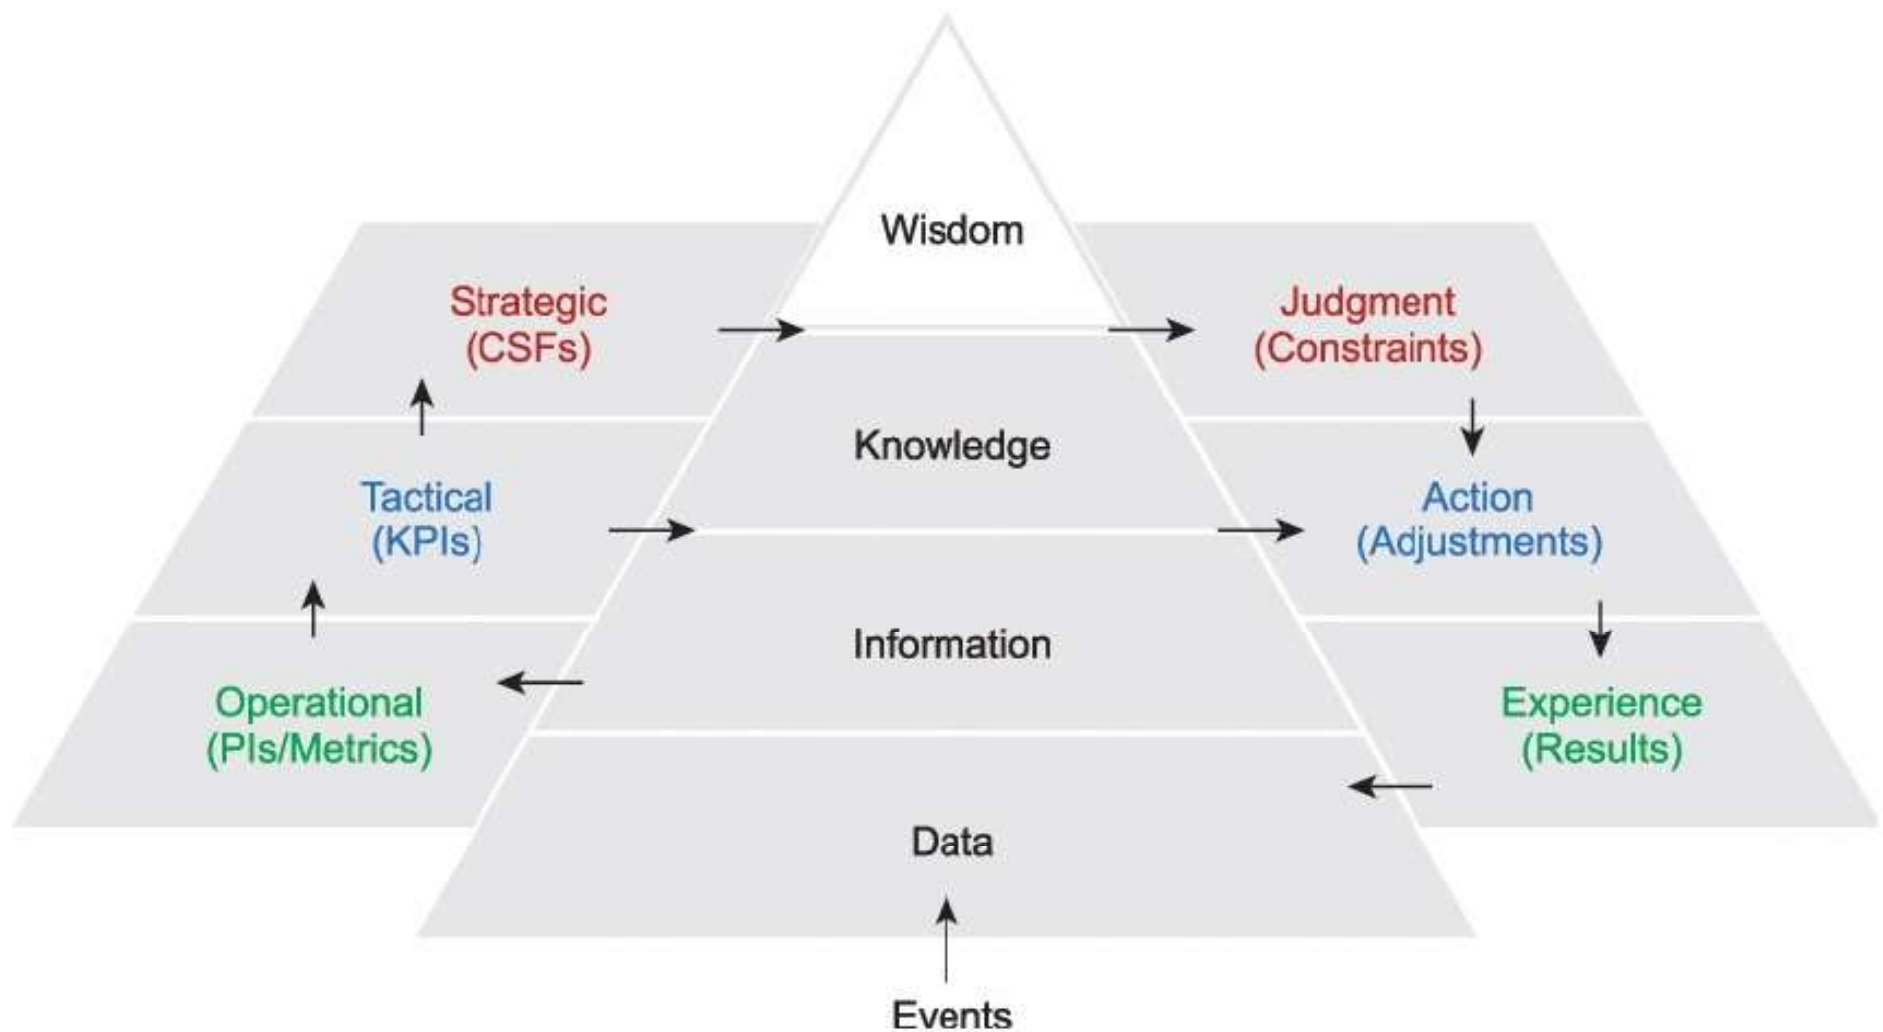 Wisdom
Strategic
(CSFs)
Judgment
(Constraints)
Knowledge
Tactical
(KPIs)
Action
(Adjustments)
Information
Operational
(PIs/Metrics)
Experience
(Results)
Data
Events